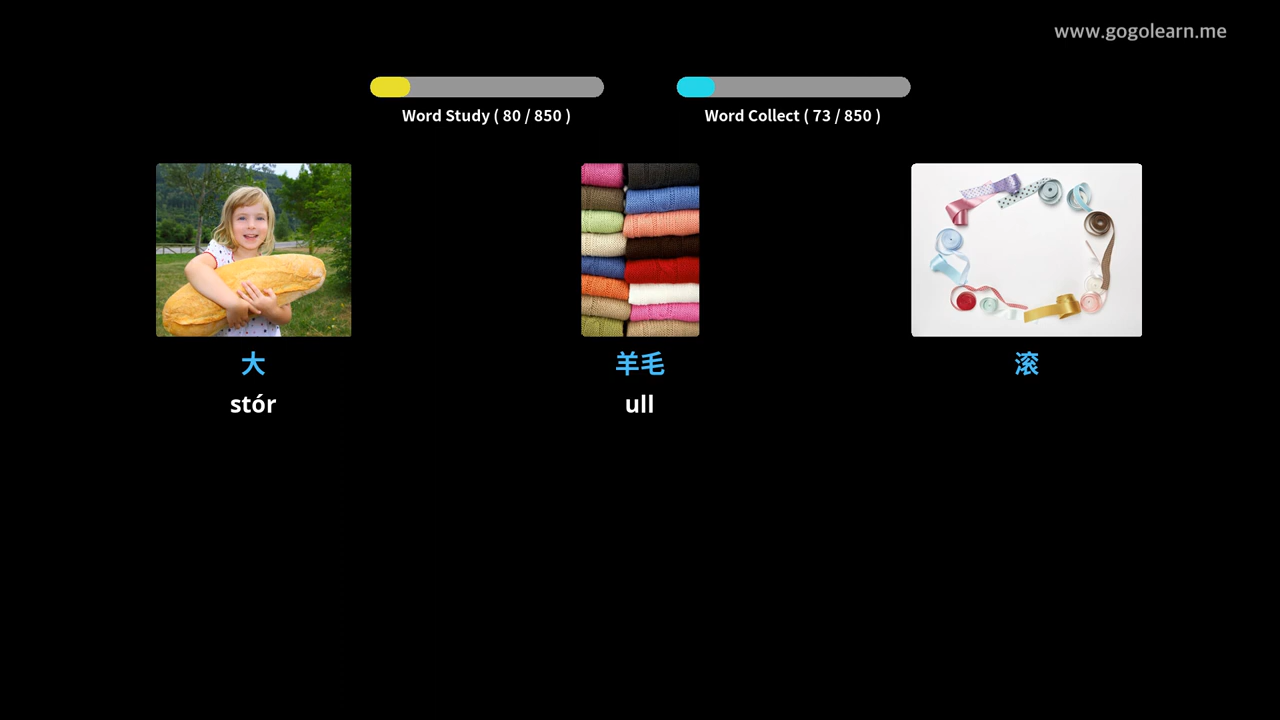 www.gogolearn.me
Word Study ( 80 / 850 )
Word Collect ( 73 / 850 )
大
羊毛
滚
stór
ull